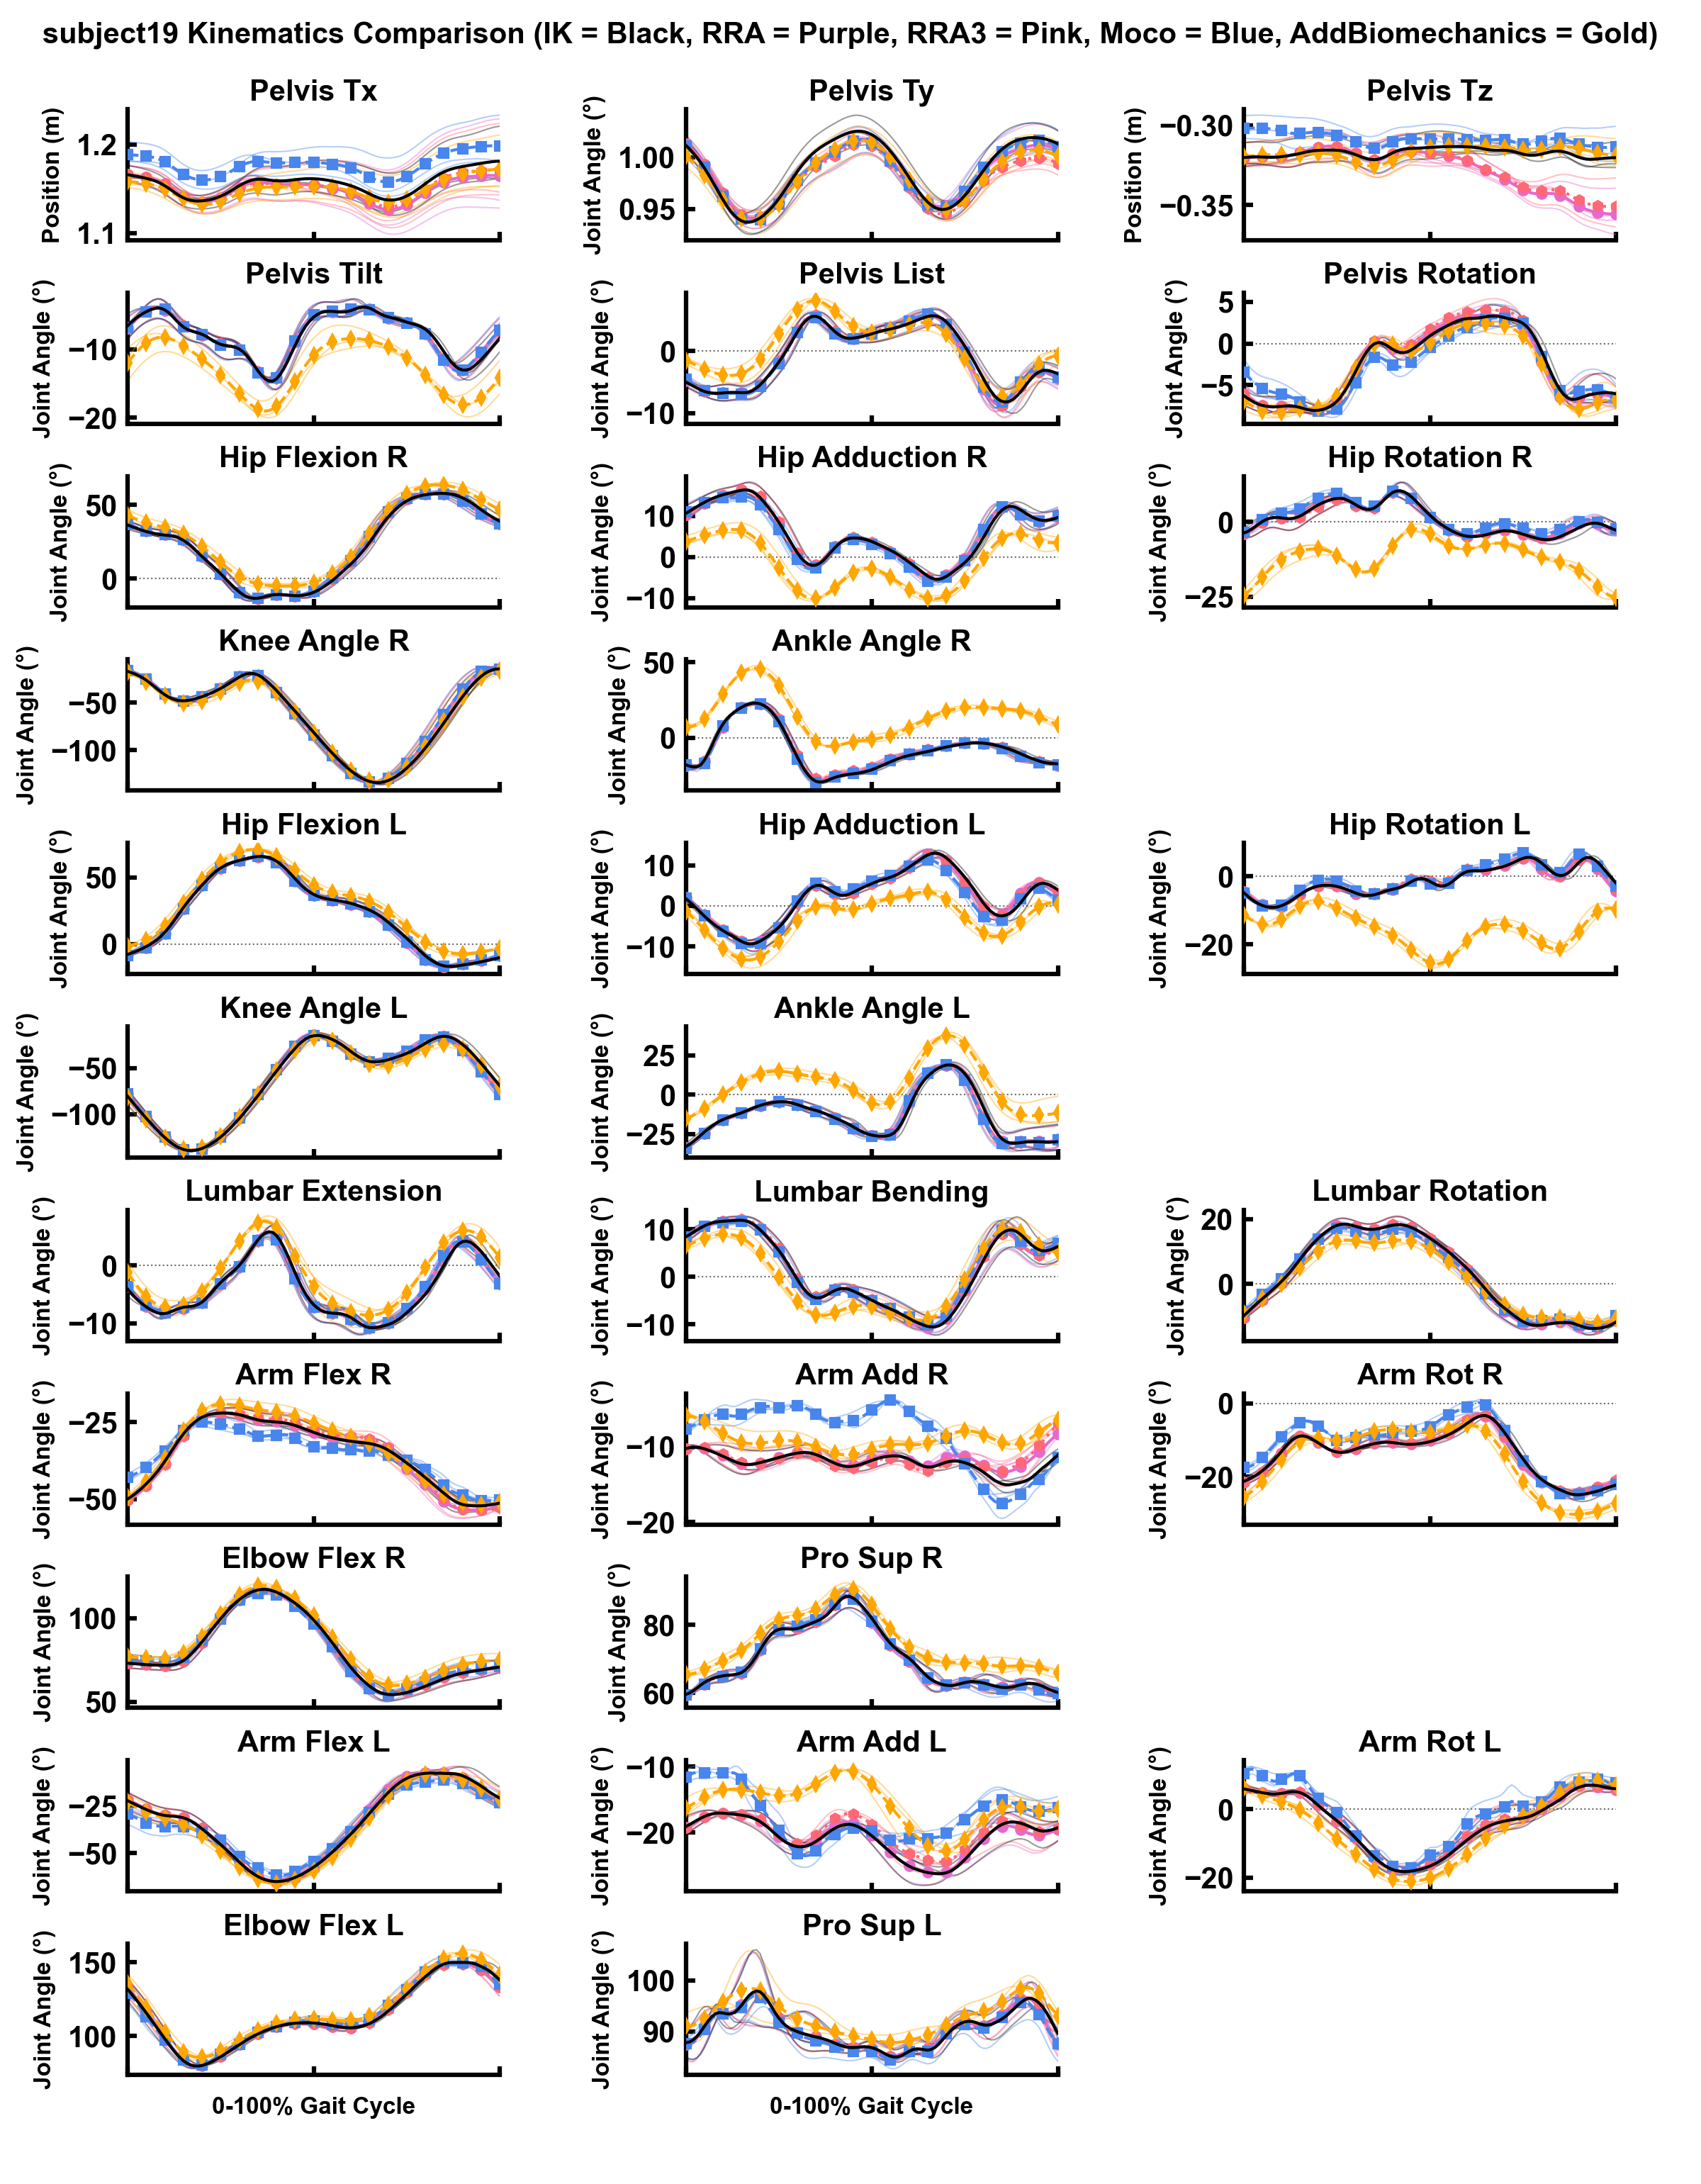 subject19 Kinematics Comparison (IK = Black, RRA = Purple, RRA3 = Pink, Moco = Blue, AddBiomechanics = Gold)
Pelvis Tx
Position (m)
1.2
1.1
Pelvis Ty
Joint Angle (°)
1.00
0.95
Pelvis Tz
Position (m)
−0.30
−0.35
Pelvis Tilt
Joint Angle (°)
−10
−20
Pelvis List
Joint Angle (°)
0
−10
Pelvis Rotation
Joint Angle (°)
5
0
−5
Hip Flexion R
Joint Angle (°)
50
0
Hip Adduction R
Joint Angle (°)
10
0
−10
Hip Rotation R
Joint Angle (°)
0
−25
Knee Angle R
Joint Angle (°)
−50
−100
Ankle Angle R
Joint Angle (°)
50
0
Hip Flexion L
Joint Angle (°)
50
0
Hip Adduction L
Joint Angle (°)
10
0
−10
Hip Rotation L
Joint Angle (°)
0
−20
Knee Angle L
Joint Angle (°)
−50
−100
Ankle Angle L
Joint Angle (°)
25
0
−25
Lumbar Extension
Joint Angle (°)
0
−10
Lumbar Bending
Joint Angle (°)
10
0
−10
Lumbar Rotation
Joint Angle (°)
20
0
Arm Flex R
Joint Angle (°)
−25
−50
Arm Add R
Joint Angle (°)
−10
−20
Arm Rot R
Joint Angle (°)
0
−20
Elbow Flex R
Joint Angle (°)
100
50
Pro Sup R
Joint Angle (°)
80
60
Arm Flex L
Joint Angle (°)
−25
−50
Arm Add L
Joint Angle (°)
−10
−20
Arm Rot L
Joint Angle (°)
0
−20
Elbow Flex L
Joint Angle (°)
150
100
0-100% Gait Cycle
Pro Sup L
Joint Angle (°)
100
90
0-100% Gait Cycle